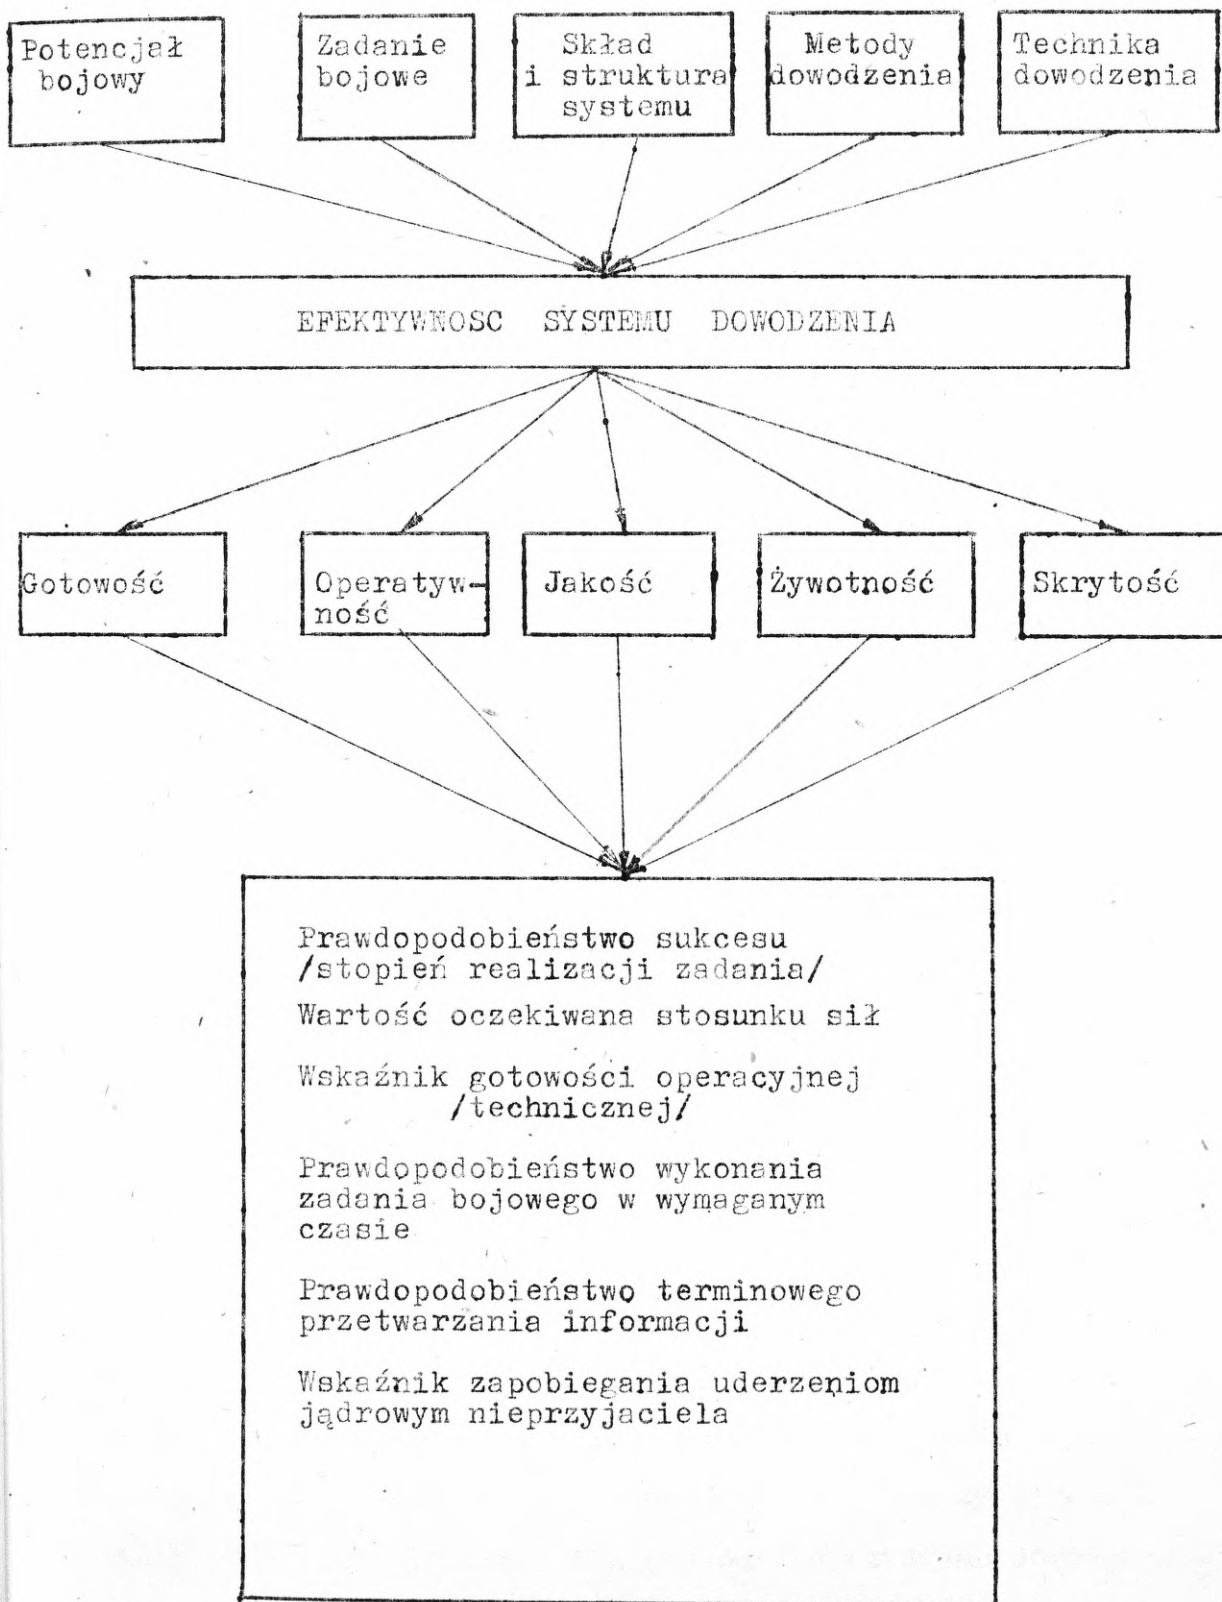 Potencjał
bojowy
Zadanie
bojowe
Skład
i struktura
systemu
Metody
dowodzenia
Technika
dowodzenia
EFEKTYWNOSC SYSTEMU DOWODZENIA
Gotowość
Operatyw-
ność
Jakość
Żywotność
Skrytość
Prawdopodobieństwo sukcesu
/stopień realizacji zadania/
Wartość oczekiwana stosunku sił
Wskaźnik gotowości operacyjnej
/technicznej/
Prawdopodobieństwo wykonania
zadania bojowego w wymaganym
czasie
Prawdopodobieństwo terminowego
przetwarzania informacji
Wskaźnik zapobiegania uderzeniom
jądrowym nieprzyjaciela